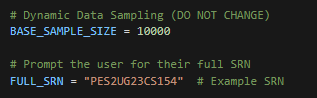 # Dynamic Data Sampling (DO NOT CHANGE)
BASE_SAMPLE_SIZE = 10000
# Prompt the user for their full SRN
FULL_SRN = "PES2UG23CS154"  # Example SRN